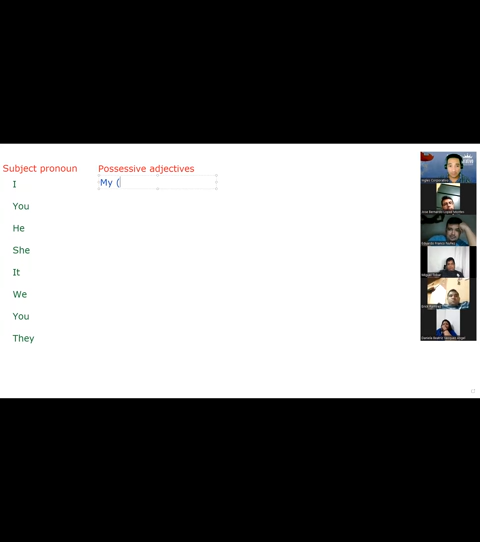 Subject pronoun Possessive adjectives
I My (
You
He
She
It
We
You
They